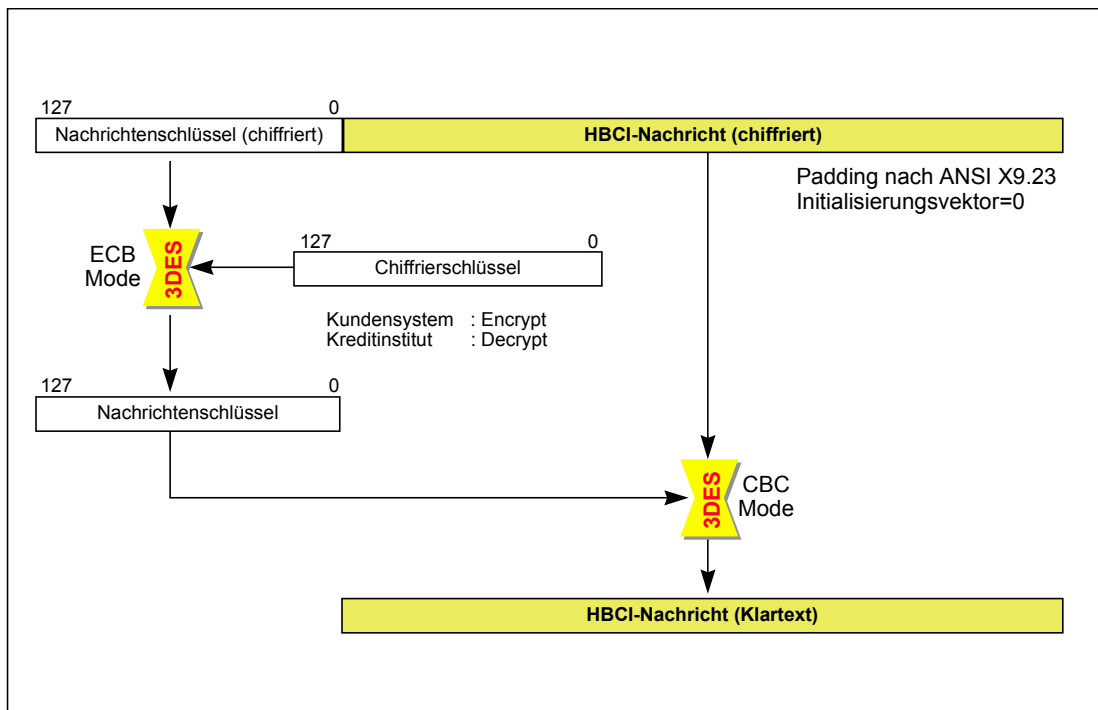 127 0
Nachrichtenschlüssel (chiffriert) HBCI-Nachricht (chiffriert)
Padding nach ANSI X9.23
Initialisierungsvektor=0
ECB
Mode
3DES
127 0
Chiffrierschlüssel
Kundensystem : Encrypt
Kreditinstitut : Decrypt
127 0
Nachrichtenschlüssel
3DES
CBC
Mode
HBCI-Nachricht (Klartext)